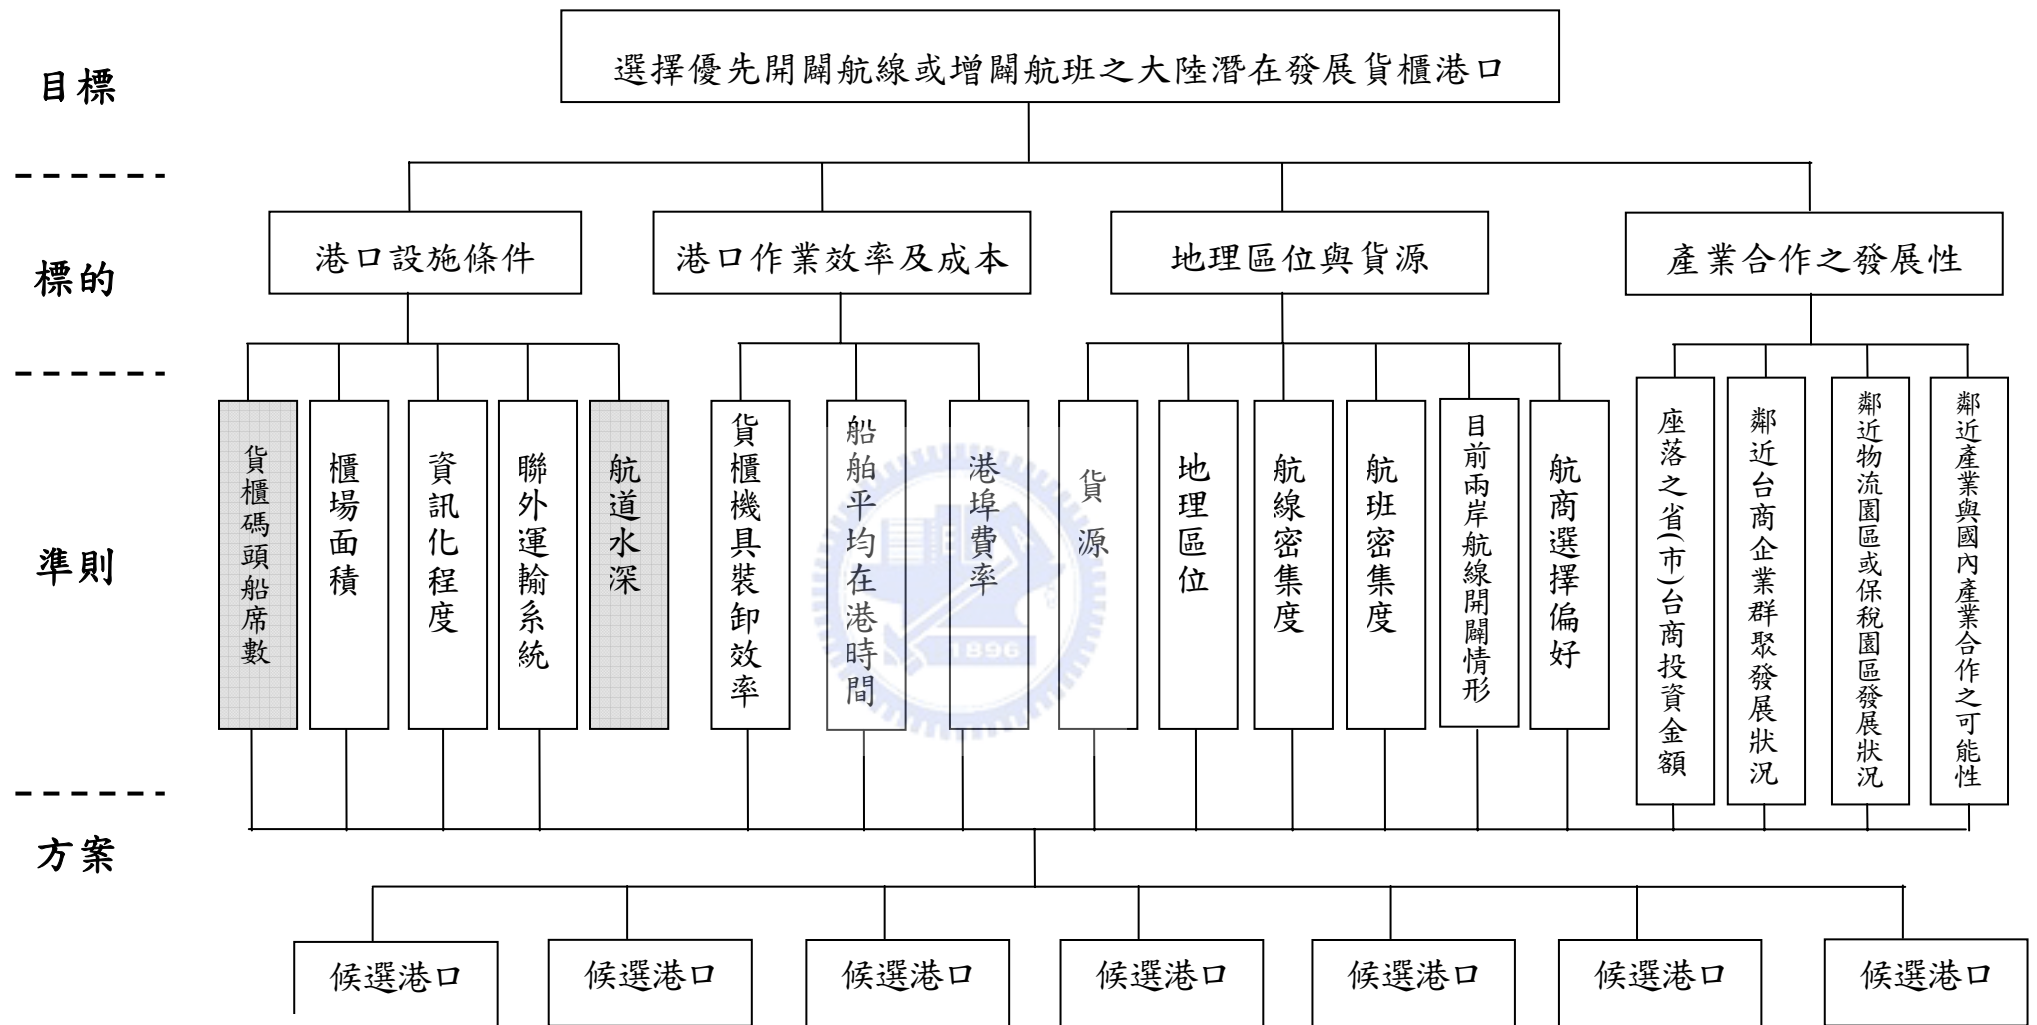 目標
選擇優先開闢航線或增闢航班之大陸潛在發展貨櫃港口
標的
港口設施條件
港口作業效率及成本
地理區位與貨源
產業合作之發展性
準則
貨櫃碼頭船席數
櫃場面積
資訊化程度
聯外運輸系統
航道水深
貨櫃機具裝卸效率
船舶平均在港時間
港埠費率
貨源
地理區位
航線密集度
航班密集度
目前兩岸航線開闢情形
航商選擇偏好
座落之省(市)台商投資金額
鄰近台商企業群聚發展狀況
鄰近物流園區或保稅園區發展狀況
鄰近產業與國內產業合作之可能性
1896
方案
候選港口
候選港口
候選港口
候選港口
候選港口
候選港口
候選港口